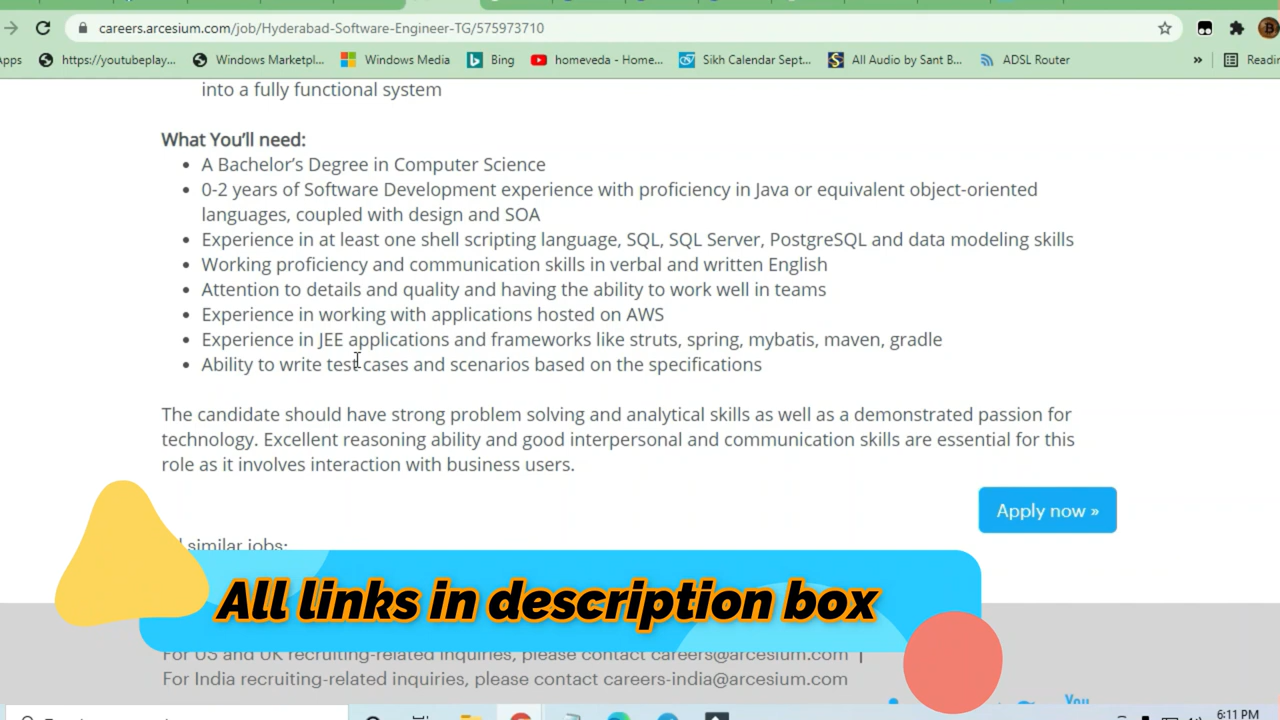 careers.arcesium.com/job/Hyderabad-Software-Engineer-TG/575973710
Apps https://youtubeplay... Windows Marketpl... Windows Media Bing homeveda - Home... Sikh Calendar Sept... All Audio by Sant B... ADSL Router »
into a fully functional system
What You'll need:
• A Bachelor's Degree in Computer Science
• 0-2 years of Software Development experience with proficiency in Java or equivalent object-oriented
languages, coupled with design and SOA
• Experience in at least one shell scripting language, SQL, SQL Server, PostgreSQL and data modeling skills
• Working proficiency and communication skills in verbal and written English
• Attention to details and quality and having the ability to work well in teams
• Experience in working with applications hosted on AWS
• Experience in JEE applications and frameworks like struts, spring, mybatis, maven, gradle
• Ability to write test cases and scenarios based on the specifications
The candidate should have strong problem solving and analytical skills as well as a demonstrated passion for
technology. Excellent reasoning ability and good interpersonal and communication skills are essential for this
role as it involves interaction with business users.
Apply now »
similar jobs:
All links in description box
For US and UK recruiting-related inquiries, please contact careers@arcesium.com |
For India recruiting-related inquiries, please contact careers-india@arcesium.com
You
6:11 PM